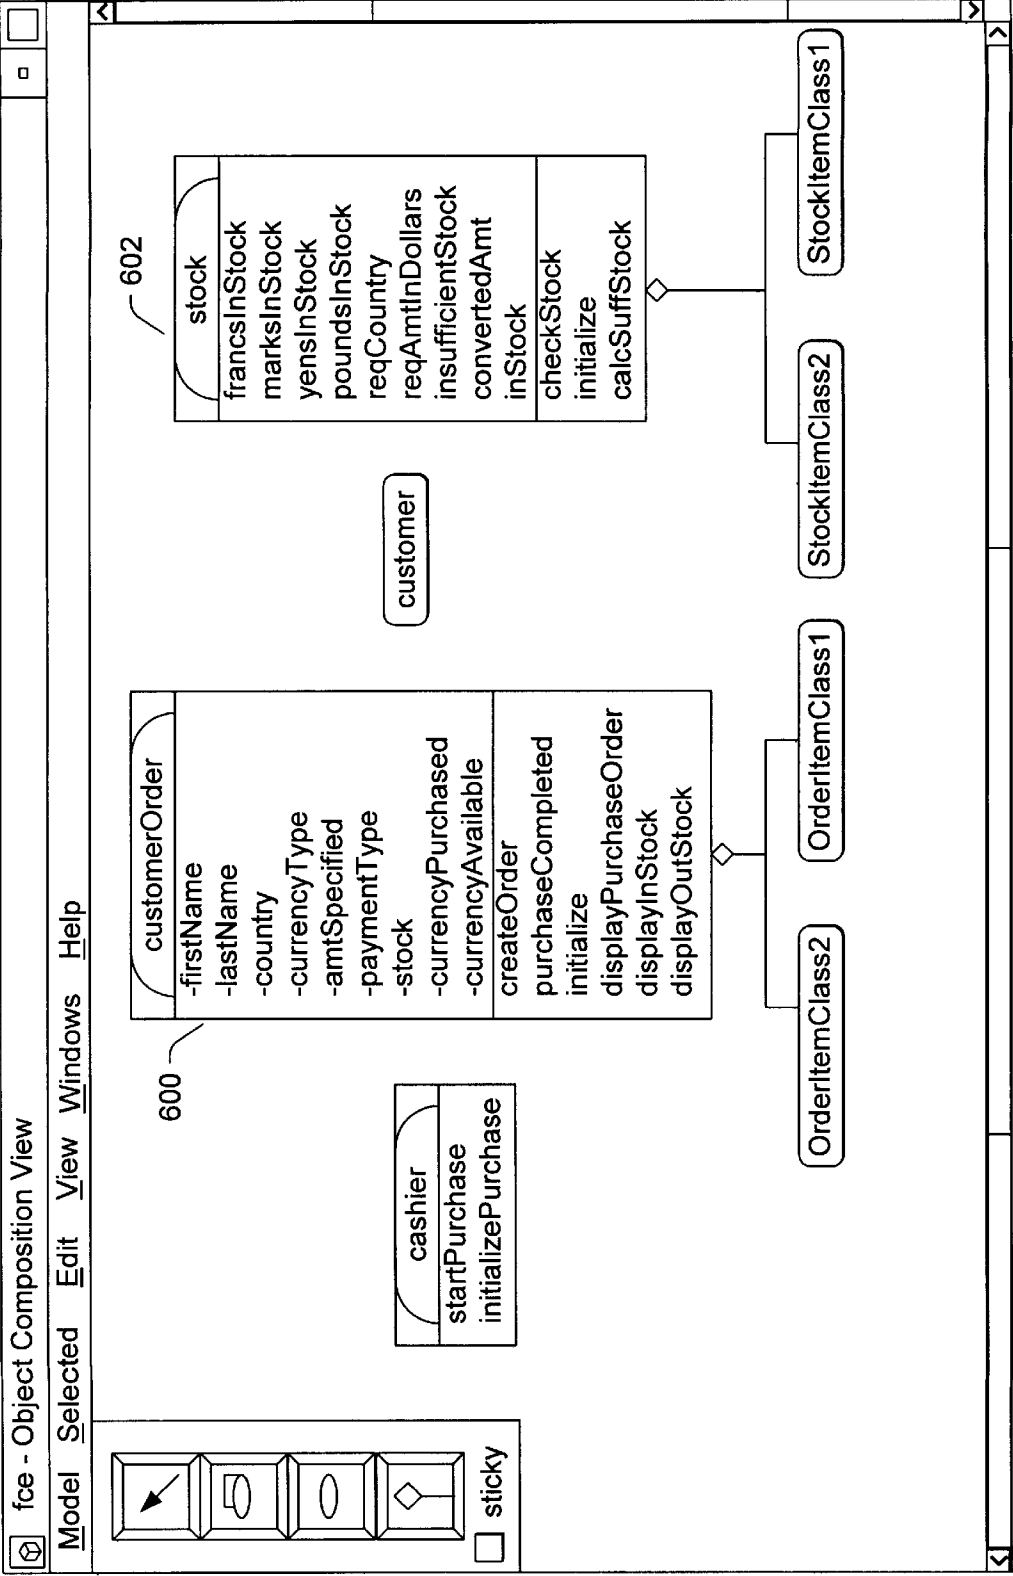 fce - Object Composition View
Model Selected Edit View Windows Help
sticky
cashier
startPurchase
initializePurchase
600
customerOrder
-firstName
-lastName
-country
-currencyType
-amtSpecified
-paymentType
-stock
-currencyPurchased
-currencyAvailable
createOrder
purchaseCompleted
initialize
displayPurchaseOrder
displayInStock
displayOutStock
customer
602
stock
francsInStock
marksInStock
yensInStock
poundsInStock
reqCountry
reqAmtInDollars
insufficientStock
convertedAmt
inStock
checkStock
initialize
calcSuffStock
OrderItemClass2
OrderItemClass1
StockItemClass2
StockItemClass1